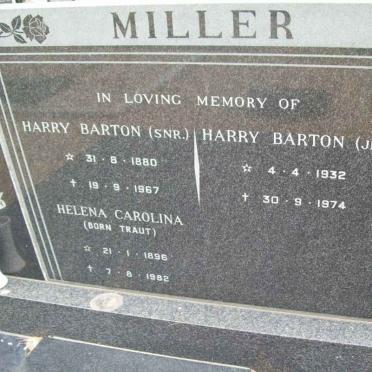 MILLER
IN LOVING MEMORY OF
HARRY BARTON (SNR.)
☆ 31·8·1880
✝ 19·9·1967
HELENA CAROLINA
(BORN TRAUT)
☆ 21·1·1896
✝ 7·8·1982
HARRY BARTON (J
☆ 4·4·1932
✝ 30·9·1974